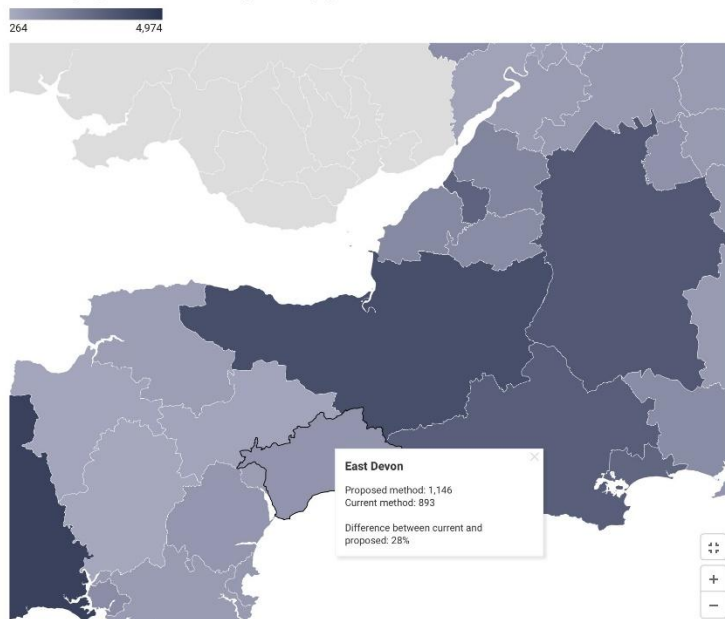 264
4,974
East Devon
Proposed method: 1,146
Current method: 893
Difference between current and
proposed: 28%
+
−